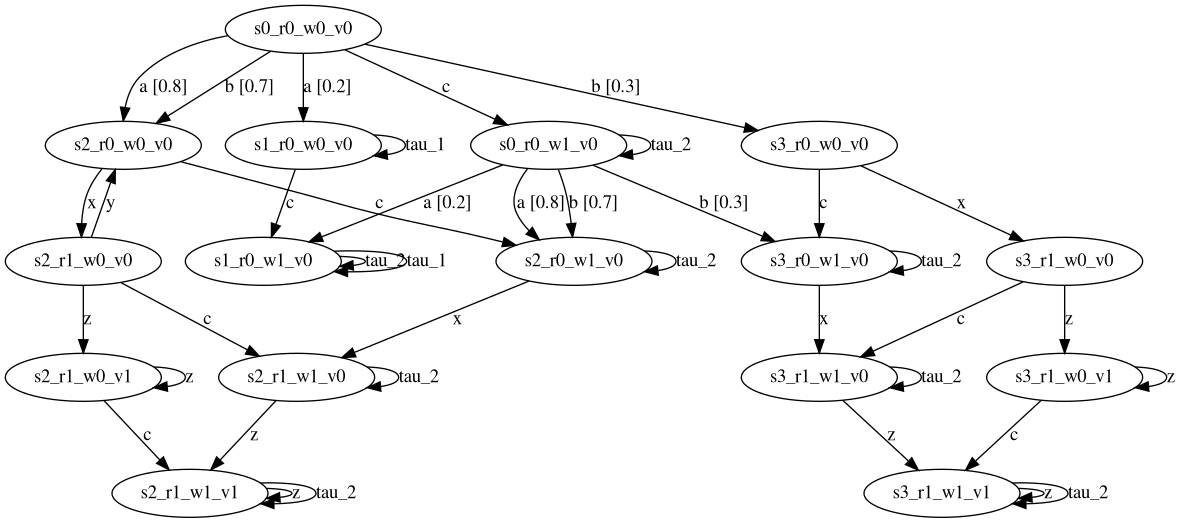 s0_r0_w0_v0
a [0.8]
b [0.7]
a [0.2]
c
b [0.3]
s2_r0_w0_v0
s1_r0_w0_v0
tau_1
s0_r0_w1_v0
tau_2
s3_r0_w0_v0
x
y
c
c
a [0.2]
a [0.8]
b [0.7]
b [0.3]
c
x
s2_r1_w0_v0
s1_r0_w1_v0
tau_2
tau_1
s2_r0_w1_v0
tau_2
s3_r0_w1_v0
tau_2
s3_r1_w0_v0
z
c
x
x
c
z
s2_r1_w0_v1
z
s2_r1_w1_v0
tau_2
s3_r1_w1_v0
tau_2
s3_r1_w0_v1
z
c
z
z
c
s2_r1_w1_v1
z
tau_2
s3_r1_w1_v1
z
tau_2